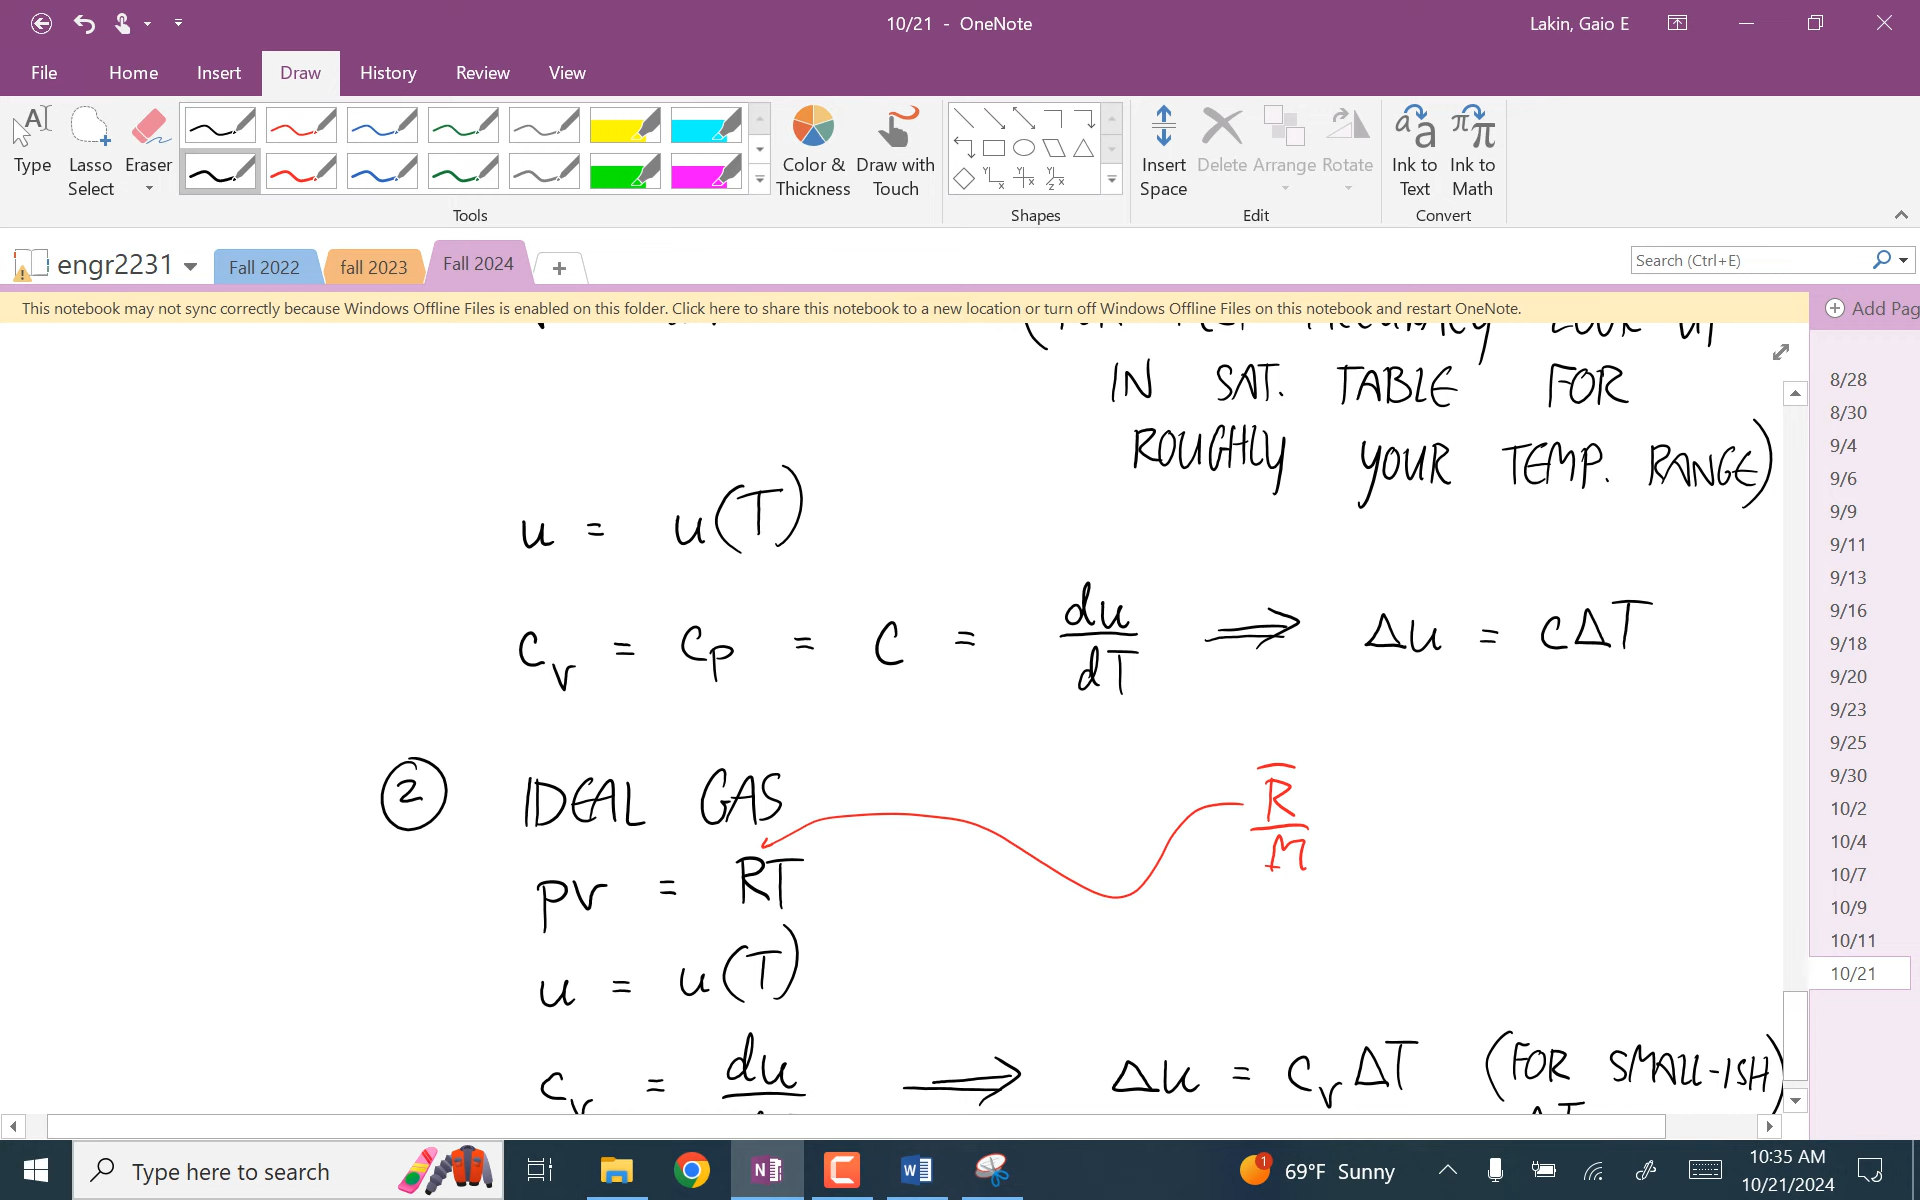 10/21 - OneNote
Lakin, Gaio E
File Home Insert Draw History Review View
Type
Lasso Select
Eraser
Color & Thickness
Draw with Touch
Insert Space
Delete
Arrange
Rotate
Ink to Text
Ink to Math
Tools
Shapes
Edit
Convert
engr2231
Fall 2022
fall 2023
Fall 2024
Search (Ctrl+E)
This notebook may not sync correctly because Windows Offline Files is enabled on this folder. Click here to share this notebook to a new location or turn off Windows Offline Files on this notebook and restart OneNote.
Add Pag
IN SAT. TABLE FOR
ROUGHLY YOUR TEMP. RANGE)
u = u(T)
c_v = c_p = c = du/dT ⟹ Δu = cΔT
② IDEAL GAS
R̅/M
pv = RT
u = u(T)
c_v = du ⟹ Δu = c_vΔT (FOR SMALL-ISH
ΔT
8/28
8/30
9/4
9/6
9/9
9/11
9/13
9/16
9/18
9/20
9/23
9/25
9/30
10/2
10/4
10/7
10/9
10/11
10/21
Type here to search
69°F Sunny
10:35 AM
10/21/2024